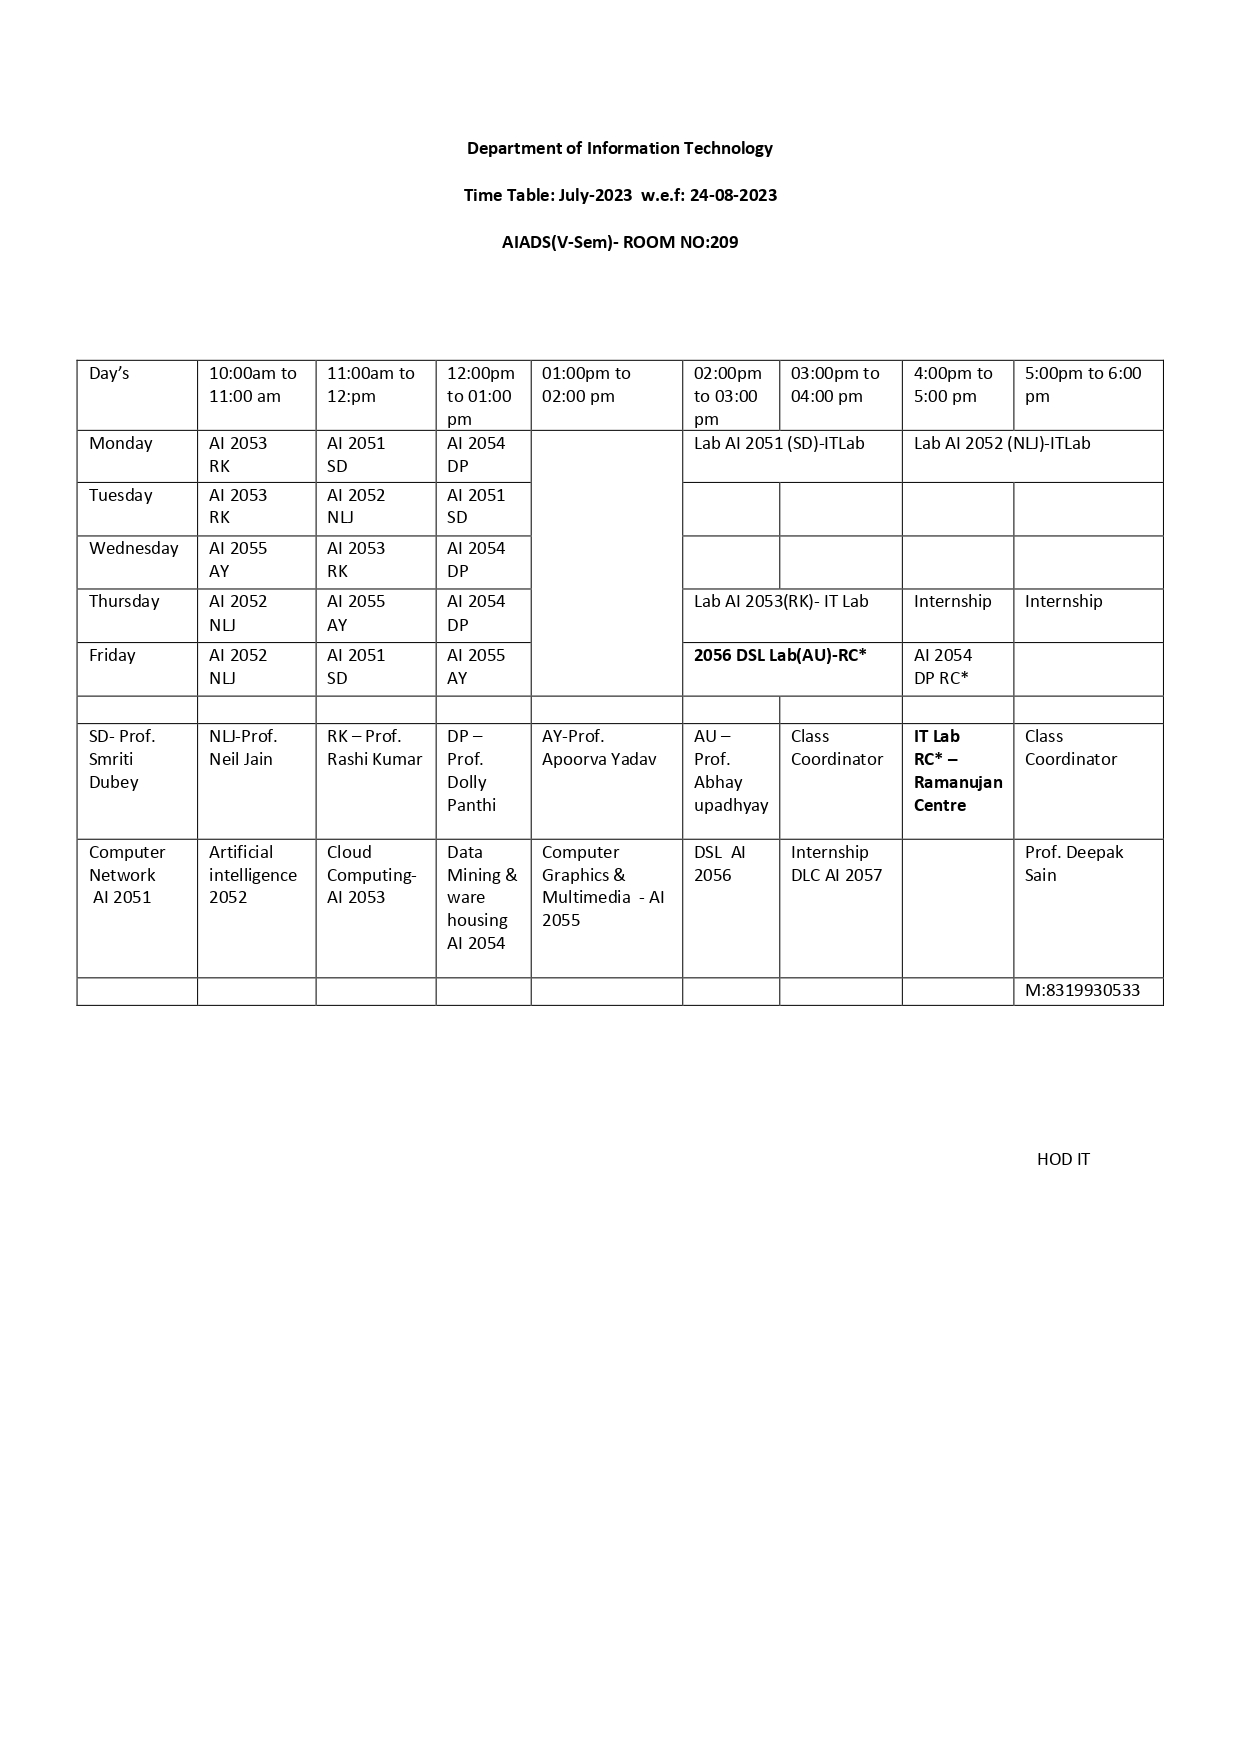 Department of Information Technology
Time Table: July-2023  w.e.f: 24-08-2023
AIADS(V-Sem)- ROOM NO:209
Day’s
10:00am to
11:00 am
11:00am to
12:pm
12:00pm
to 01:00
pm
01:00pm to
02:00 pm
02:00pm
to 03:00
pm
03:00pm to
04:00 pm
4:00pm to
5:00 pm
5:00pm to 6:00
pm
Monday
AI 2053
RK
AI 2051
SD
AI 2054
DP
Lab AI 2051 (SD)-ITLab
Lab AI 2052 (NLJ)-ITLab
Tuesday
AI 2053
RK
AI 2052
NLJ
AI 2051
SD
Wednesday
AI 2055
AY
AI 2053
RK
AI 2054
DP
Thursday
AI 2052
NLJ
AI 2055
AY
AI 2054
DP
Lab AI 2053(RK)- IT Lab
Internship
Internship
Friday
AI 2052
NLJ
AI 2051
SD
AI 2055
AY
2056 DSL Lab(AU)-RC*
AI 2054
DP RC*
SD- Prof.
Smriti
Dubey
NLJ-Prof.
Neil Jain
RK – Prof.
Rashi Kumar
DP –
Prof.
Dolly
Panthi
AY-Prof.
Apoorva Yadav
AU –
Prof.
Abhay
upadhyay
Class
Coordinator
IT Lab
RC* –
Ramanujan
Centre
Class
Coordinator
Computer
Network
AI 2051
Artificial
intelligence
2052
Cloud
Computing-
AI 2053
Data
Mining &
ware
housing
AI 2054
Computer
Graphics &
Multimedia  - AI
2055
DSL  AI
2056
Internship
DLC AI 2057
Prof. Deepak
Sain
M:8319930533
HOD IT